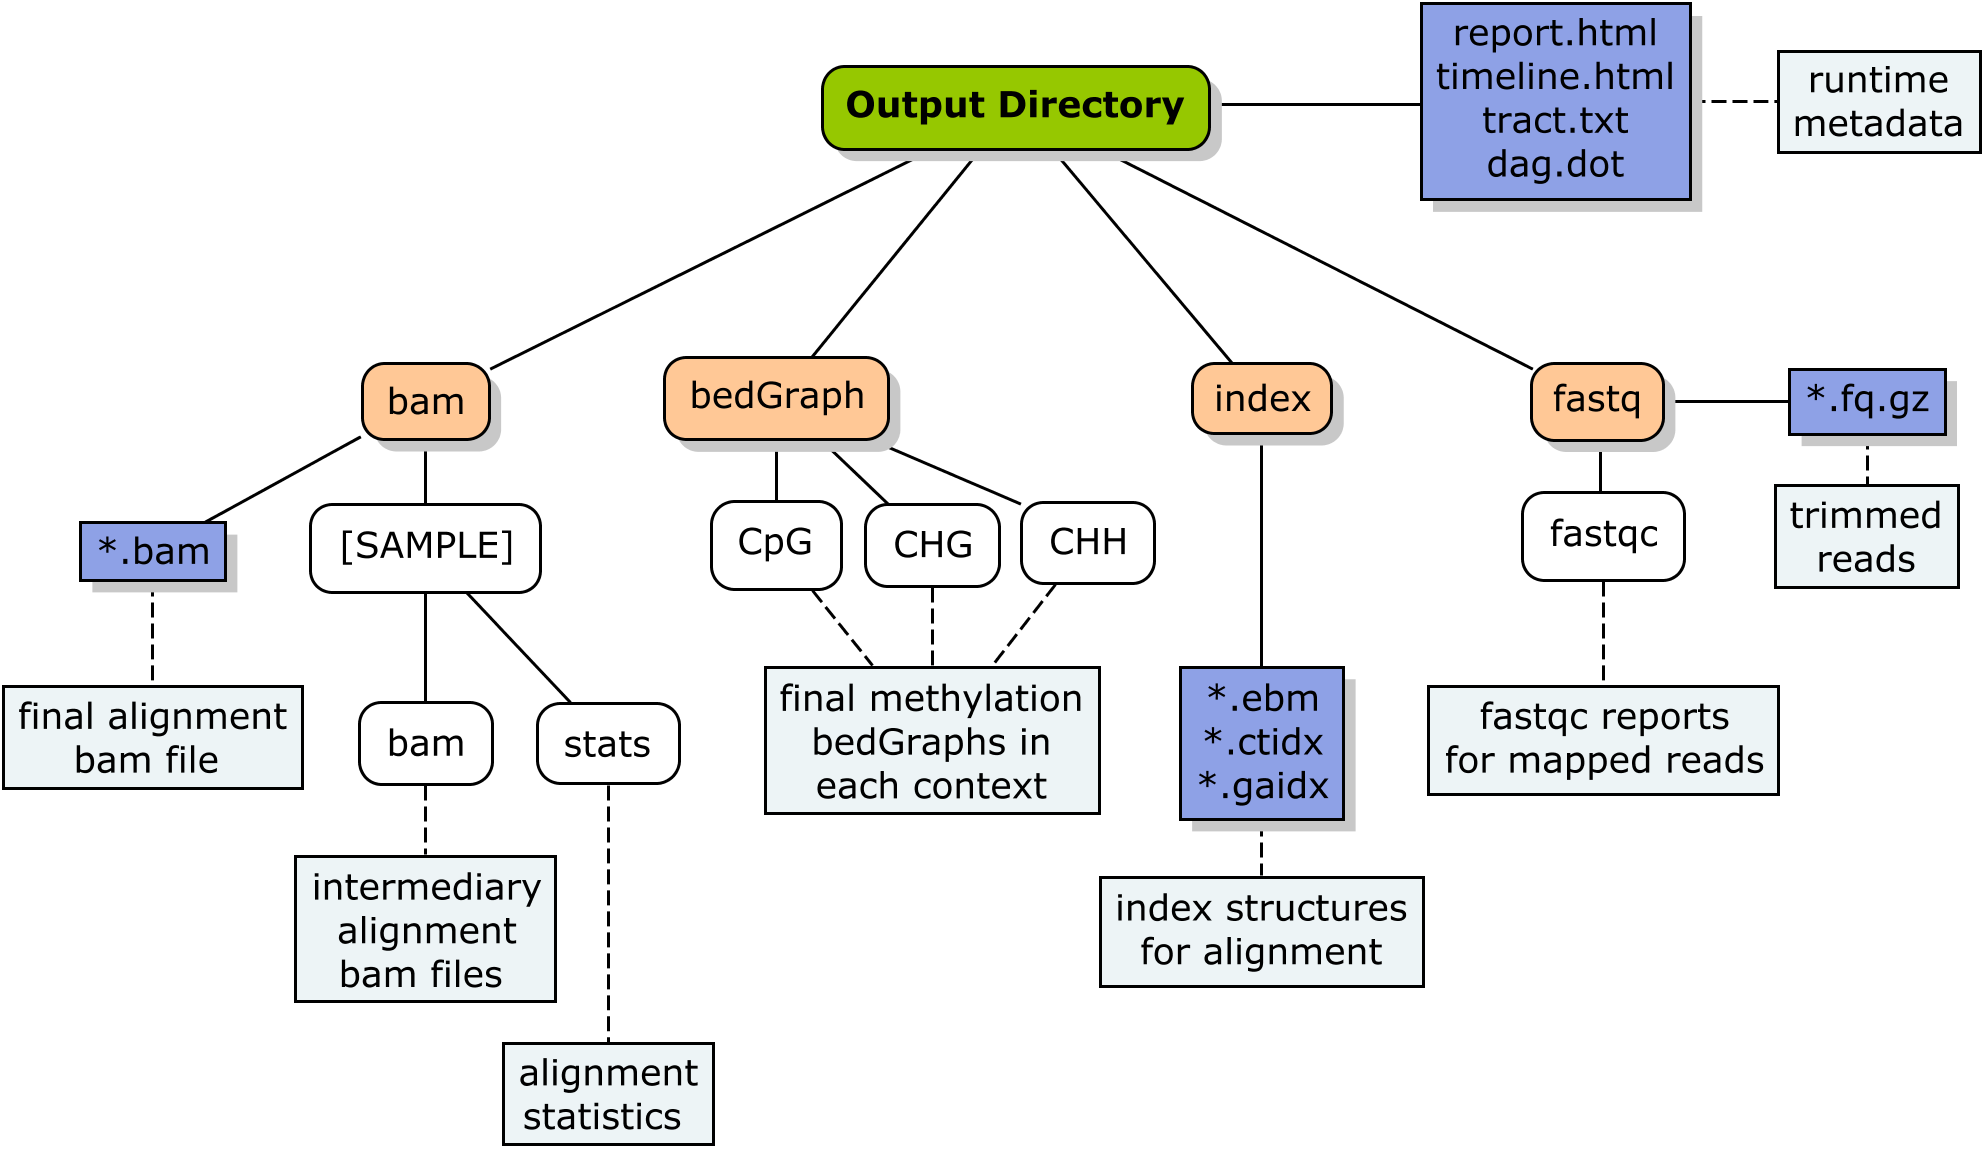 Output Directory
report.html
timeline.html
tract.txt
dag.dot
runtime
metadata
bam
bedGraph
index
fastq
*.fq.gz
*.bam
[SAMPLE]
CpG
CHG
CHH
fastqc
trimmed
reads
final alignment
bam file
bam
stats
final methylation
bedGraphs in
each context
*.ebm
*.ctidx
*.gaidx
fastqc reports
for mapped reads
intermediary
alignment
bam files
index structures
for alignment
alignment
statistics